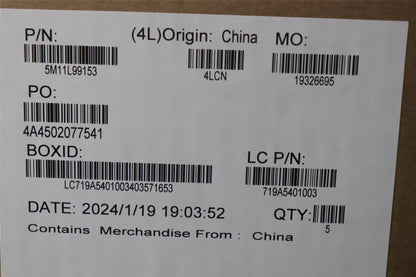 P/N: (4L)Origin: China MO:
5M11L99153 4LCN 19326695
PO:
4A4502077541
BOXID: LC P/N:
LC719A5401003403571653 719A5401003
DATE: 2024/1/19 19:03:52 QTY:
5
Contains Merchandise From : China